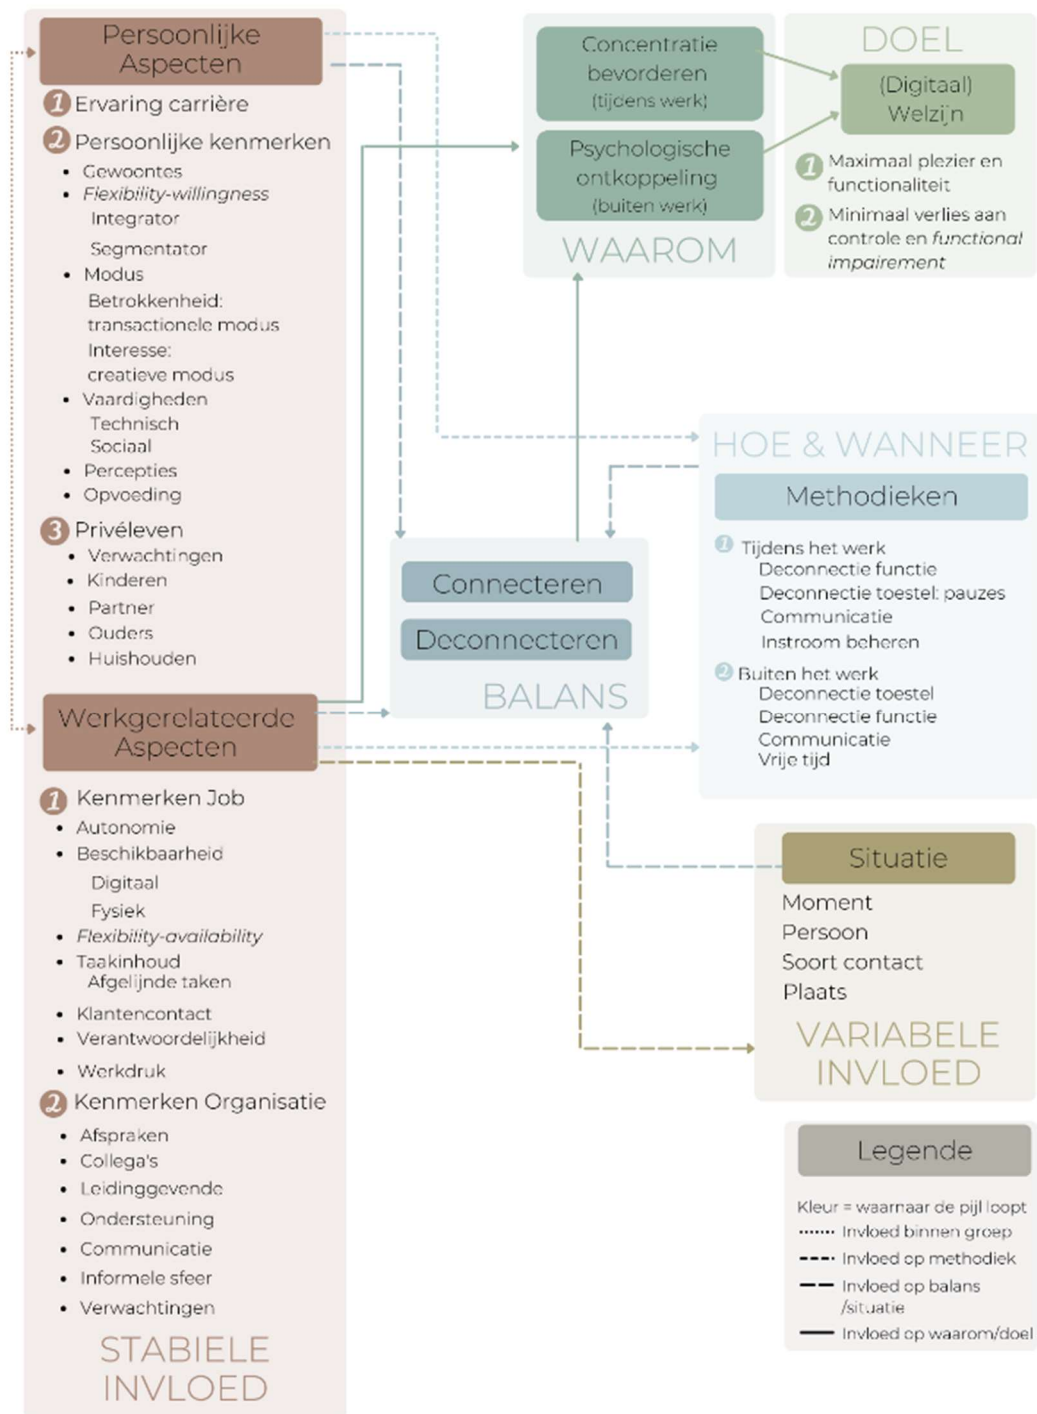 Persoonlijke
Aspecten
1 Ervaring carrière
2 Persoonlijke kenmerken
• Gewoontes
• Flexibility-willingness
Integrator
Segmentator
• Modus
Betrokkenheid:
transactionele modus
Interesse:
creatieve modus
• Vaardigheden
Technisch
Sociaal
• Percepties
• Opvoeding
3 Privéleven
• Verwachtingen
• Kinderen
• Partner
• Ouders
• Huishouden
Werkgerelateerde
Aspecten
1 Kenmerken Job
• Autonomie
• Beschikbaarheid
Digitaal
Fysiek
• Flexibility-availability
• Taakinhoud
Afgelijnde taken
• Klantencontact
• Verantwoordelijkheid
• Werkdruk
2 Kenmerken Organisatie
• Afspraken
• Collega's
• Leidinggevende
• Ondersteuning
• Communicatie
• Informele sfeer
• Verwachtingen
STABIELE
INVLOED
Concentratie
bevorderen
(tijdens werk)
Psychologische
ontkoppeling
(buiten werk)
WAAROM
DOEL
(Digitaal)
Welzijn
1 Maximaal plezier en
functionaliteit
2 Minimaal verlies aan
controle en functional
impairement
Connecteren
Deconnecteren
BALANS
HOE & WANNEER
Methodieken
1 Tijdens het werk
Deconnectie functie
Deconnectie toestel: pauzes
Communicatie
Instroom beheren
2 Buiten het werk
Deconnectie toestel
Deconnectie functie
Communicatie
Vrije tijd
Situatie
Moment
Persoon
Soort contact
Plaats
VARIABELE
INVLOED
Legende
Kleur = waarnaar de pijl loopt
Invloed binnen groep
Invloed op methodiek
Invloed op balans
/situatie
Invloed op waarom/doel